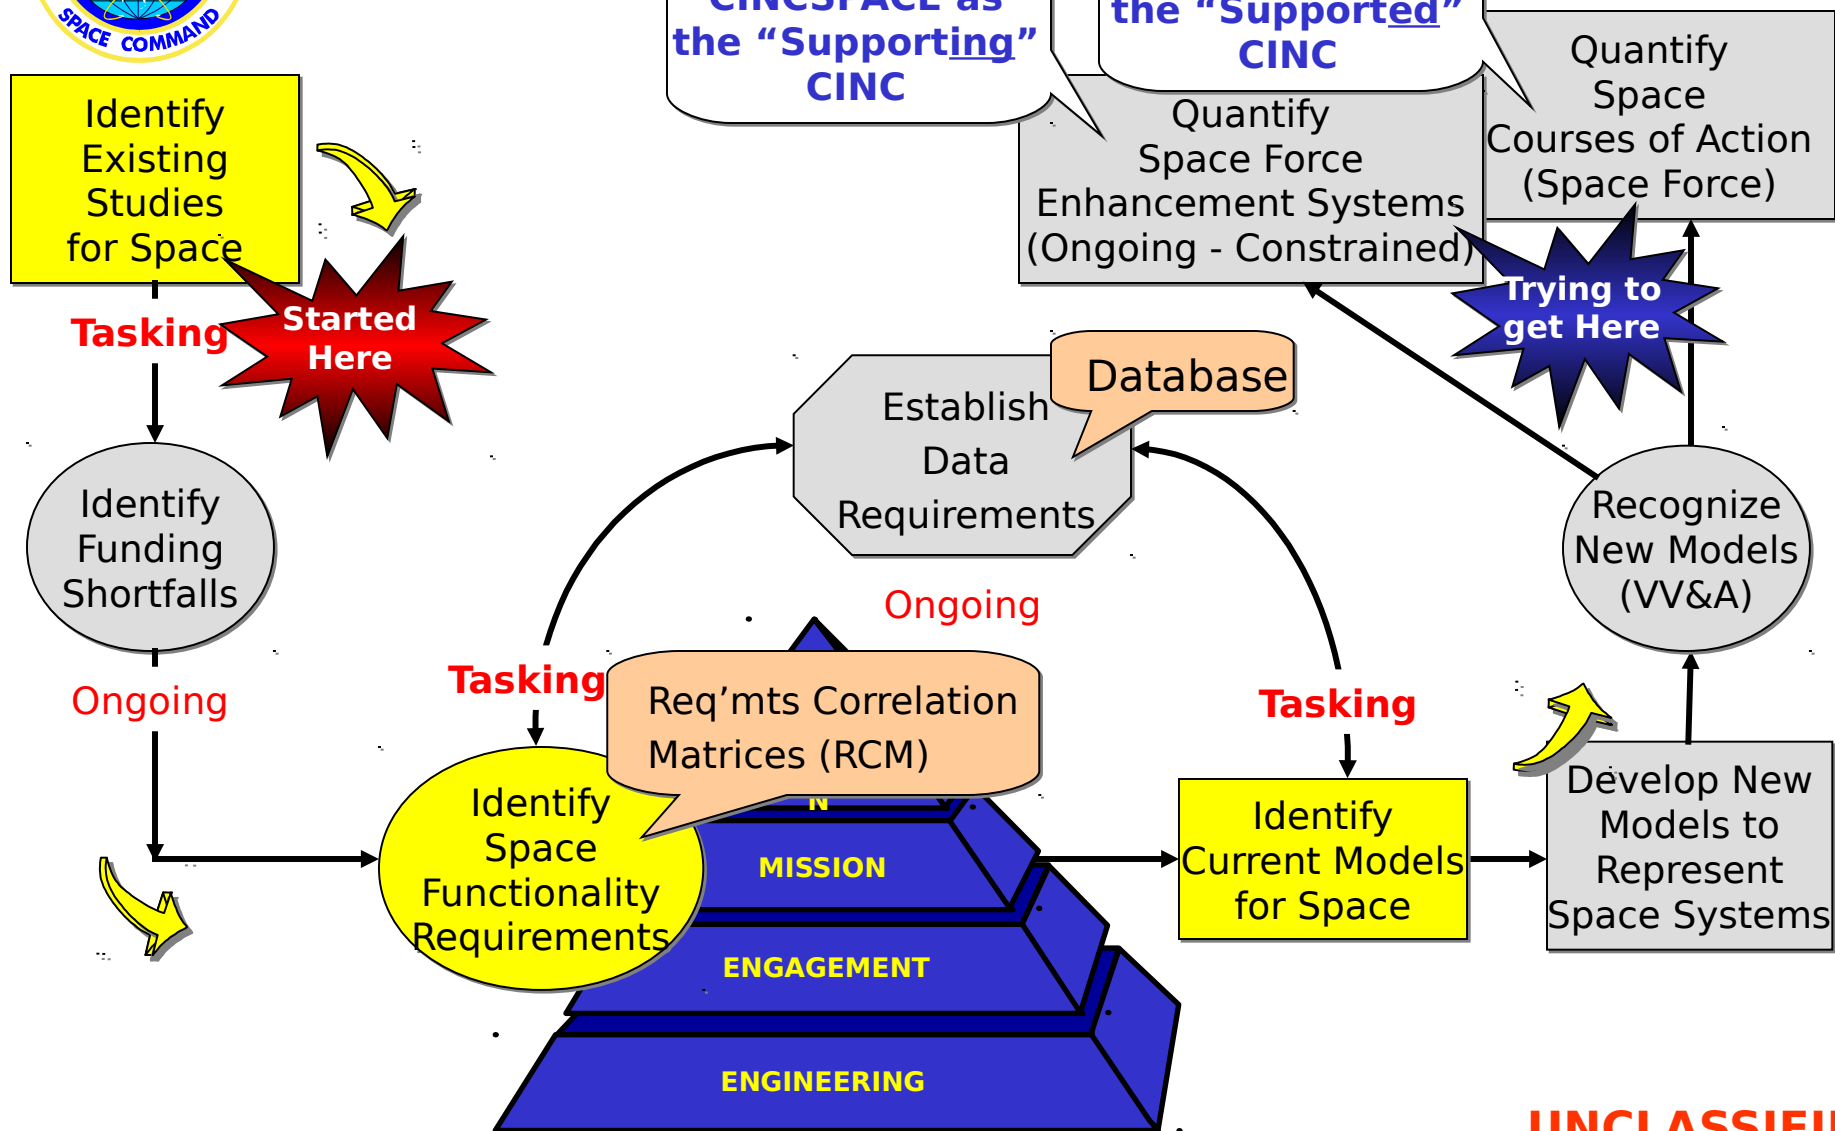 SPACE COMMAND
CINCSPACE as
the “Supporting”
CINC
the “Supported”
CINC
Quantify
Space
Courses of Action
(Space Force)
Identify
Existing
Studies
for Space
Quantify
Space Force
Enhancement Systems
(Ongoing - Constrained)
Started
Here
Trying to
get Here
Tasking
Database
Establish
Data
Requirements
Identify
Funding
Shortfalls
Recognize
New Models
(VV&A)
Ongoing
Ongoing
Tasking
Req’mts Correlation
Matrices (RCM)
Tasking
Identify
Space
Functionality
Requirements
N
MISSION
ENGAGEMENT
ENGINEERING
Identify
Current Models
for Space
Develop New
Models to
Represent
Space Systems